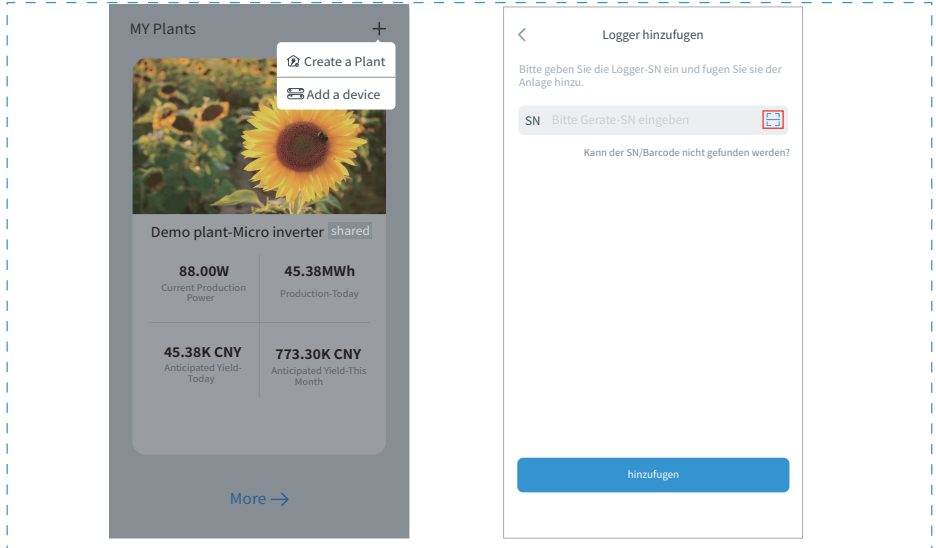 MY Plants
Create a Plant
Add a device
Demo plant-Micro inverter shared
88.00W
Current Production
Power
45.38MWh
Production-Today
45.38K CNY
Anticipated Yield-
Today
773.30K CNY
Anticipated Yield-This
Month
More
Logger hinzufugen
Bitte geben Sie die Logger-SN ein und fugen Sie sie der
Anlage hinzu.
SN Bitte Gerate-SN eingeben
Kann der SN/Barcode nicht gefunden werden?
hinzufugen